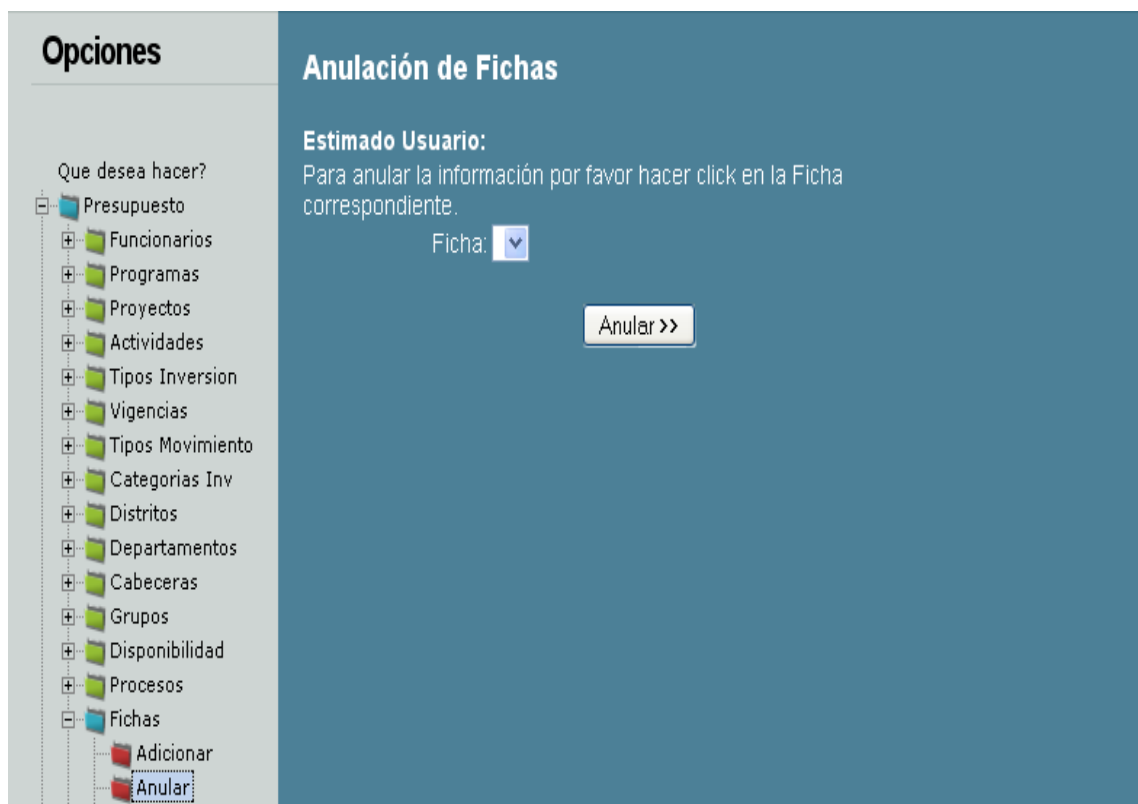 Opciones
Que desea hacer?
Presupuesto
Funcionarios
Programas
Proyectos
Actividades
Tipos Inversion
Vigencias
Tipos Movimiento
Categorias Inv
Distritos
Departamentos
Cabeceras
Grupos
Disponibilidad
Procesos
Fichas
Adicionar
Anular
Anulación de Fichas
Estimado Usuario:
Para anular la información por favor hacer click en la Ficha
correspondiente.
Ficha:
Anular >>